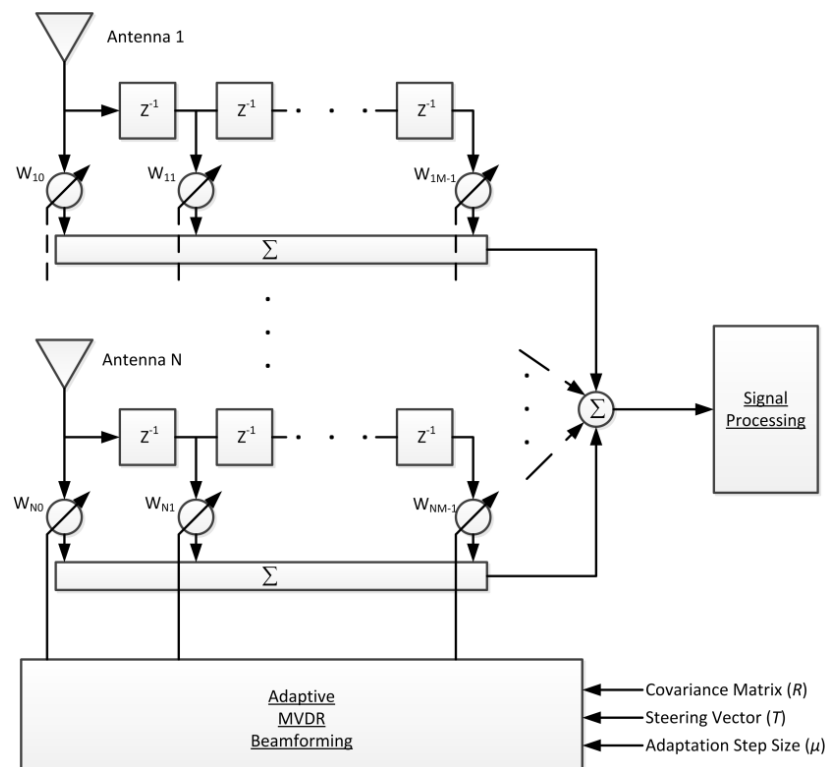 Antenna 1
Z⁻¹ Z⁻¹ Z⁻¹
W₁₀ W₁₁ W₁M-1
Σ
Antenna N
Σ
Signal
Processing
Z⁻¹ Z⁻¹ Z⁻¹
W_N0 W_N1 W_NM-1
Σ
Adaptive
MVDR
Beamforming
Covariance Matrix (R)
Steering Vector (T)
Adaptation Step Size (μ)